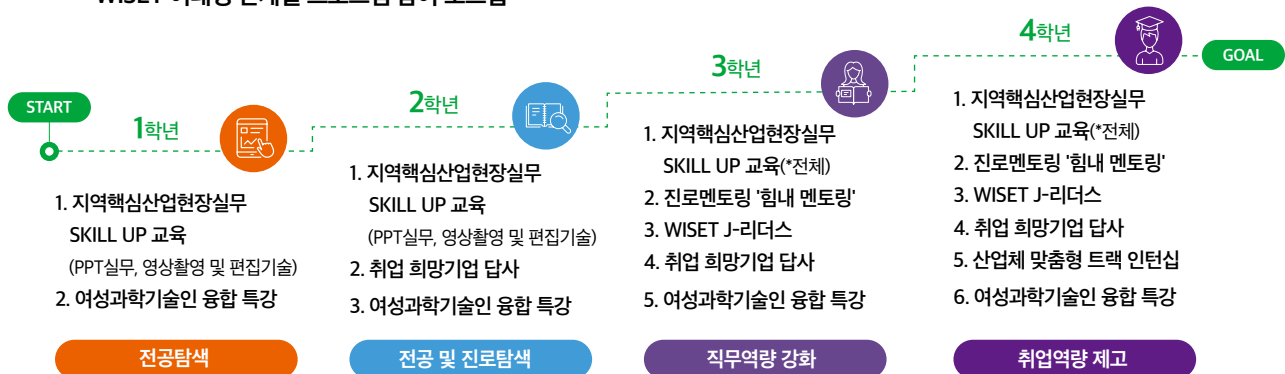 START
1학년
1. 지역핵심산업현장실무
SKILL UP 교육
(PPT실무, 영상촬영 및 편집기술)
2. 여성과학기술인 융합 특강
전공탐색
2학년
1. 지역핵심산업현장실무
SKILL UP 교육
(PPT실무, 영상촬영 및 편집기술)
2. 취업 희망기업 답사
3. 여성과학기술인 융합 특강
전공 및 진로탐색
3학년
1. 지역핵심산업현장실무
SKILL UP 교육(*전체)
2. 진로멘토링 '힘내 멘토링'
3. WISET J-리더스
4. 취업 희망기업 답사
5. 여성과학기술인 융합 특강
직무역량 강화
4학년
GOAL
1. 지역핵심산업현장실무
SKILL UP 교육(*전체)
2. 진로멘토링 '힘내 멘토링'
3. WISET J-리더스
4. 취업 희망기업 답사
5. 산업체 맞춤형 트랙 인턴십
6. 여성과학기술인 융합 특강
취업역량 제고